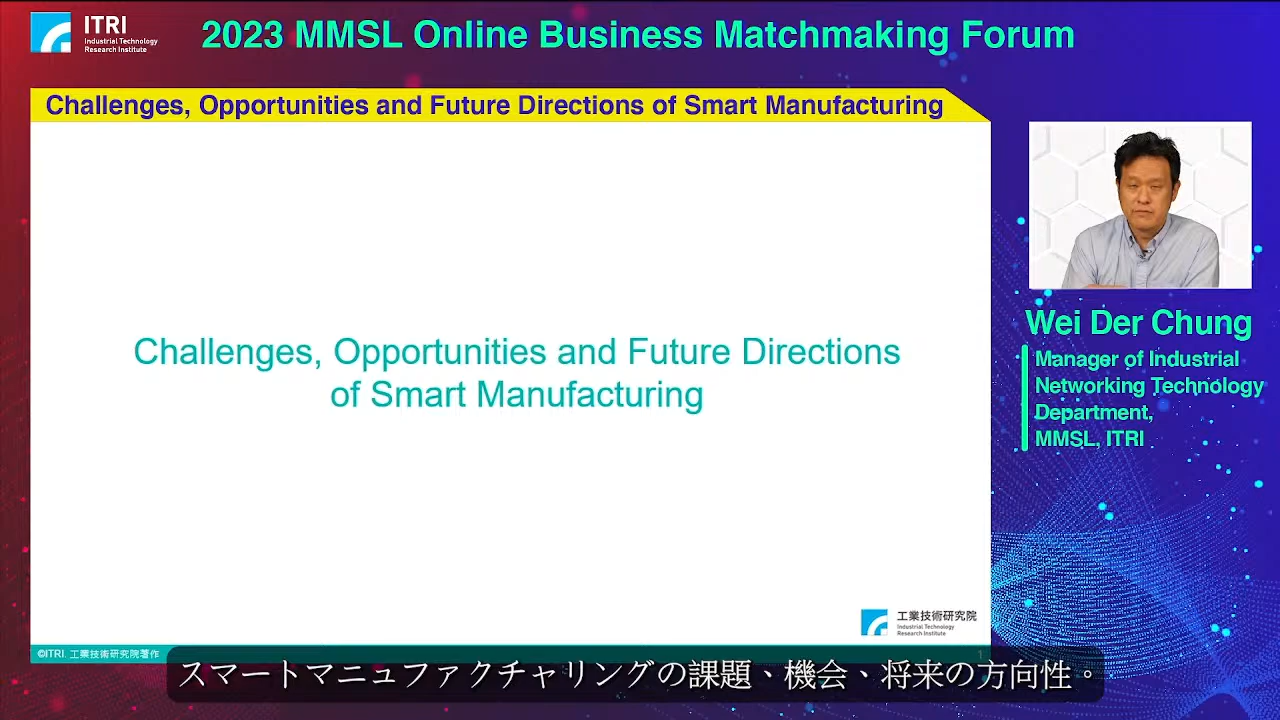 ITRI
Industrial Technology
Research Institute
2023 MMSL Online Business Matchmaking Forum
Challenges, Opportunities and Future Directions of Smart Manufacturing
Challenges, Opportunities and Future Directions
of Smart Manufacturing
Wei Der Chung
Manager of Industrial
Networking Technology
Department,
MMSL, ITRI
工業技術研究院
Industrial Technology
Research Institute
©ITRI. 工業技術研究院著作
1
スマートマニュファクチャリングの課題、機会、将来の方向性。